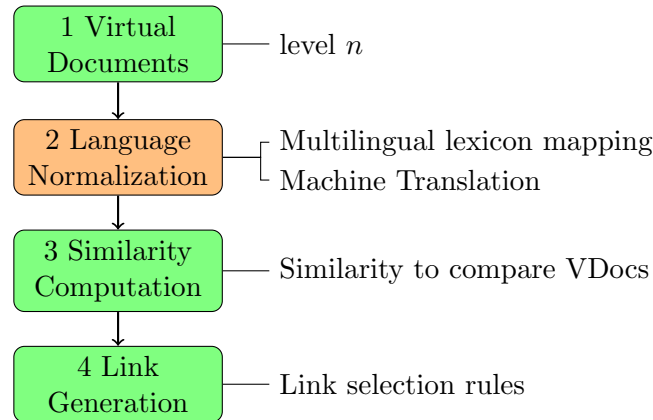 1 Virtual
Documents
level n
2 Language
Normalization
Multilingual lexicon mapping
Machine Translation
3 Similarity
Computation
Similarity to compare VDocs
4 Link
Generation
Link selection rules